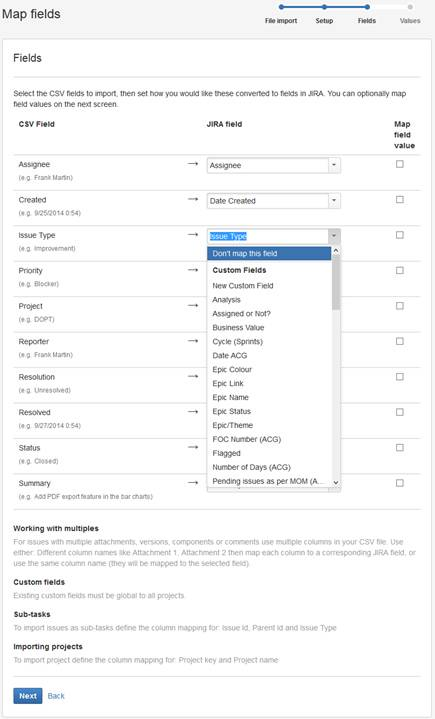 Map fields
File import
Setup
Fields
Values
Fields
Select the CSV fields to import, then set how you would like these converted to fields in JIRA. You can optionally map
field values on the next screen.
CSV Field
JIRA field
Map
field
value
Assignee
→
Assignee
(e.g. Frank Martin)
Created
→
Date Created
(e.g. 9/25/2014 0:54)
Issue Type
→
Issue Type
(e.g. Improvement)
Don't map this field
Priority
→
Custom Fields
(e.g. Blocker)
New Custom Field
Analysis
Project
→
Assigned or Not?
(e.g. DOPT)
Business Value
Reporter
→
Cycle (Sprints)
(e.g. Frank Martin)
Date ACG
Epic Colour
Resolution
→
Epic Link
(e.g. Unresolved)
Epic Name
Resolved
→
Epic Status
(e.g. 9/27/2014 0:54)
Epic/Theme
FOC Number (ACG)
Status
→
Flagged
(e.g. Closed)
Number of Days (ACG)
Summary
→
Pending issues as per MOM (A...
(e.g. Add PDF export feature in the bar charts)
Working with multiples
For issues with multiple attachments, versions, components or comments use multiple columns in your CSV file. Use
either: Different column names like Attachment 1, Attachment 2 then map each column to a corresponding JIRA field, or
use the same column name (they will be mapped to the selected field).
Custom fields
Existing custom fields must be global to all projects.
Sub-tasks
To import issues as sub-tasks define the column mapping for: Issue Id, Parent Id and Issue Type
Importing projects
To import project define the column mapping for: Project key and Project name
Next
Back